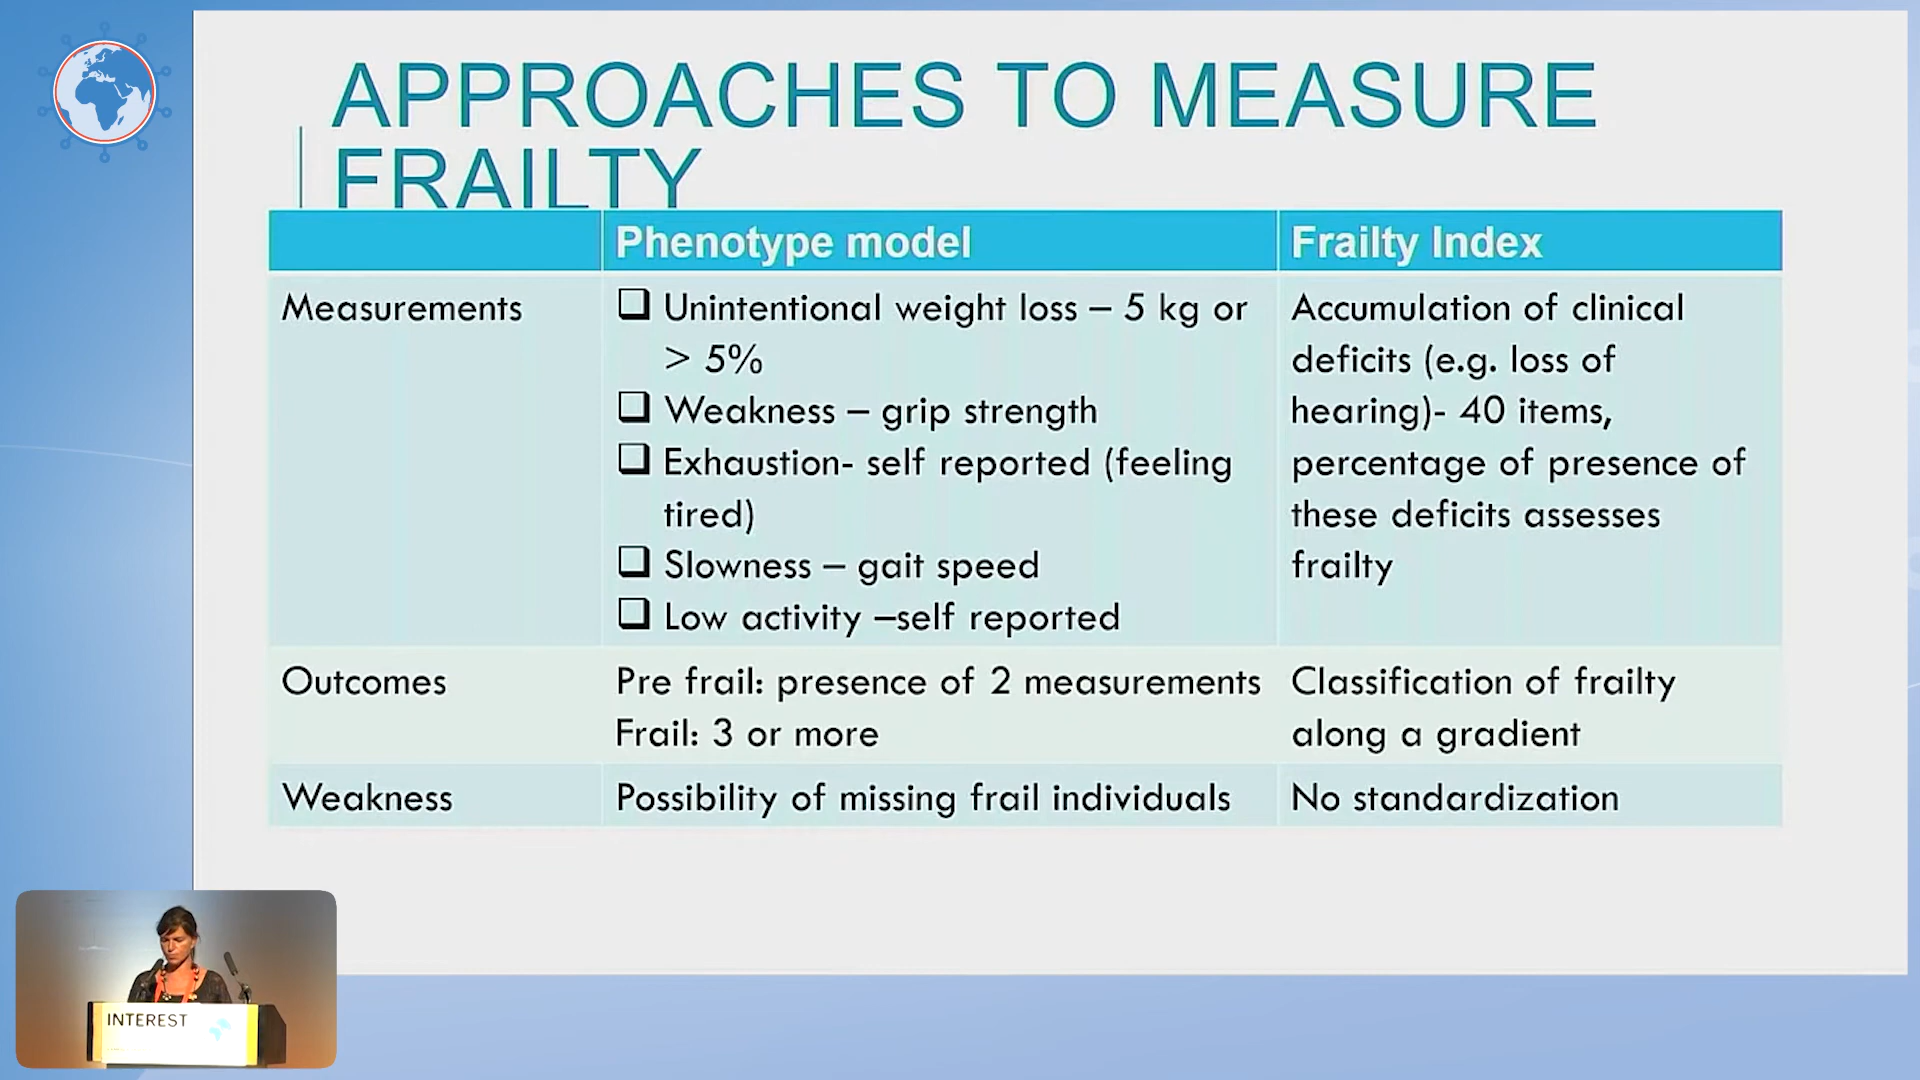 APPROACHES TO MEASURE
FRAILTY
Phenotype model
Frailty Index
Measurements
❑ Unintentional weight loss – 5 kg or
> 5%
❑ Weakness – grip strength
❑ Exhaustion- self reported (feeling
tired)
❑ Slowness – gait speed
❑ Low activity –self reported
Accumulation of clinical
deficits (e.g. loss of
hearing)- 40 items,
percentage of presence of
these deficits assesses
frailty
Outcomes
Pre frail: presence of 2 measurements
Frail: 3 or more
Classification of frailty
along a gradient
Weakness
Possibility of missing frail individuals
No standardization
INTEREST